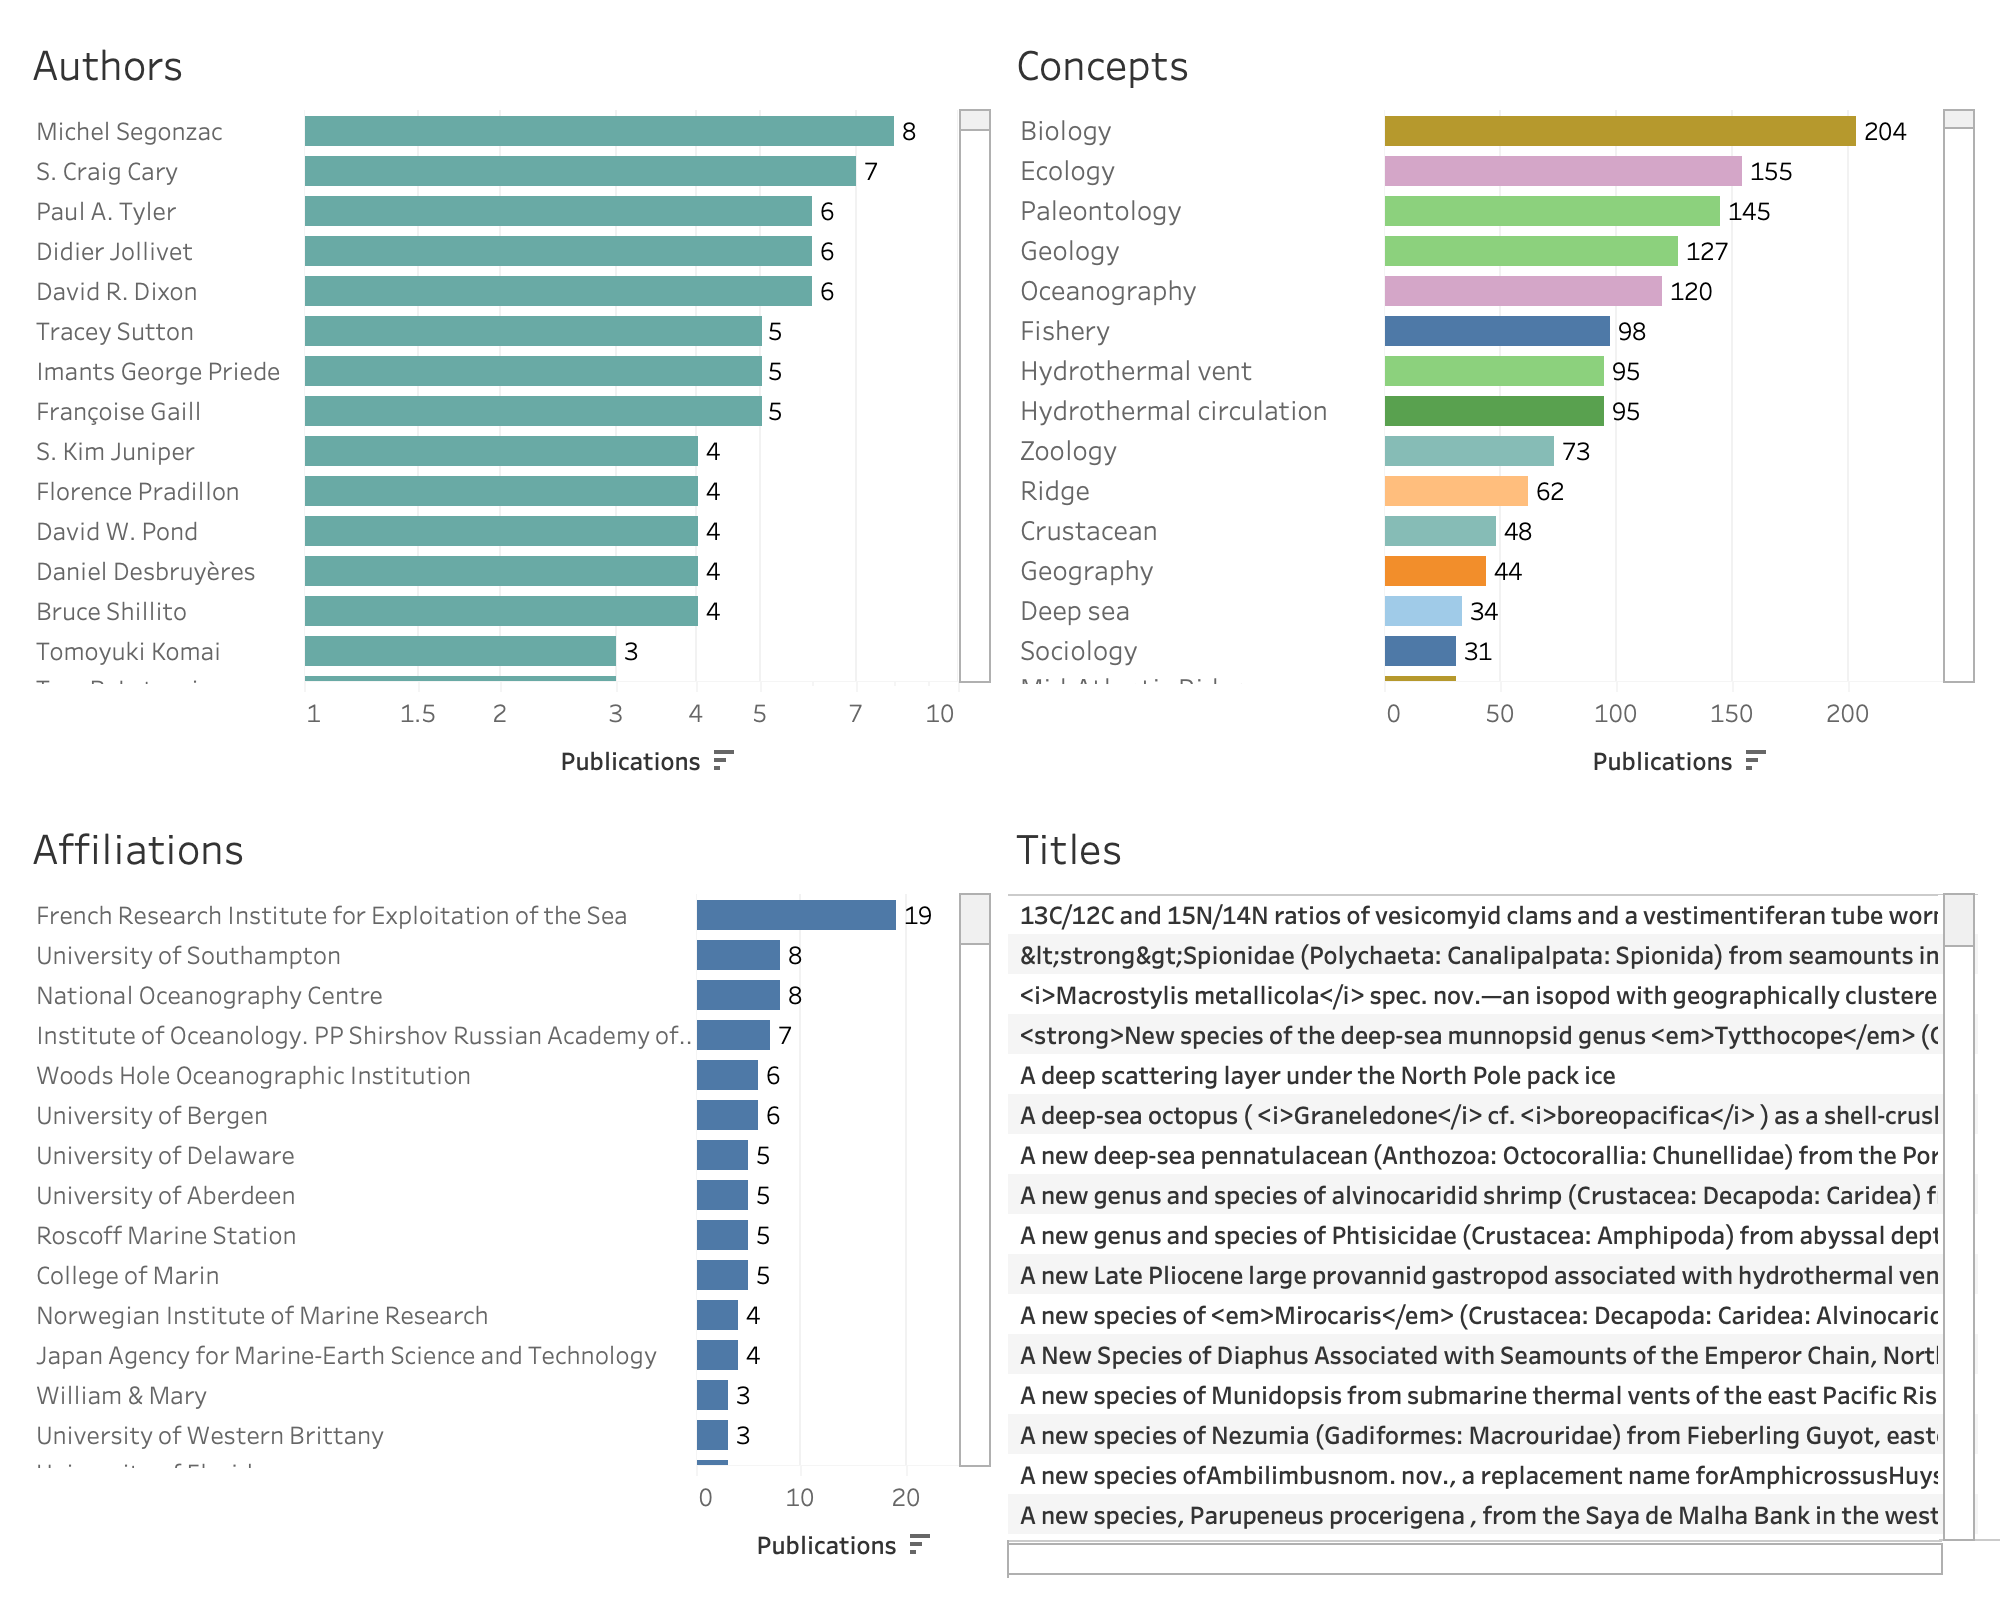 Authors
Michel Segonzac 8
S. Craig Cary 7
Paul A. Tyler 6
Didier Jollivet 6
David R. Dixon 6
Tracey Sutton 5
Imants George Priede 5
Françoise Gaill 5
S. Kim Juniper 4
Florence Pradillon 4
David W. Pond 4
Daniel Desbruyères 4
Bruce Shillito 4
Tomoyuki Komai 3
1 1.5 2 3 4 5 7 10
Publications
Concepts
Biology 204
Ecology 155
Paleontology 145
Geology 127
Oceanography 120
Fishery 98
Hydrothermal vent 95
Hydrothermal circulation 95
Zoology 73
Ridge 62
Crustacean 48
Geography 44
Deep sea 34
Sociology 31
0 50 100 150 200
Publications
Affiliations
French Research Institute for Exploitation of the Sea 19
University of Southampton 8
National Oceanography Centre 8
Institute of Oceanology. PP Shirshov Russian Academy of.. 7
Woods Hole Oceanographic Institution 6
University of Bergen 6
University of Delaware 5
University of Aberdeen 5
Roscoff Marine Station 5
College of Marin 5
Norwegian Institute of Marine Research 4
Japan Agency for Marine-Earth Science and Technology 4
William & Mary 3
University of Western Brittany 3
0 10 20
Publications
Titles
13C/12C and 15N/14N ratios of vesicomyid clams and a vestimentiferan tube
&lt;strong&gt;Spionidae (Polychaeta: Canalipalpata: Spionida) from seamounts in
<i>Macrostylis metallicola</i> spec. nov.—an isopod with geographically clustere
<strong>New species of the deep-sea munnopsid genus <em>Tytthocope</em>
A deep scattering layer under the North Pole pack ice
A deep-sea octopus ( <i>Graneledone</i> cf. <i>boreopacifica</i> ) as a
A new deep-sea pennatulacean (Anthozoa: Octocorallia: Chunellidae) from the Por
A new genus and species of alvinocaridid shrimp (Crustacea: Decapoda: Caridea)
A new genus and species of Phtisicidae (Crustacea: Amphipoda) from abyssal dept
A new Late Pliocene large provannid gastropod associated with hydrothermal ven
A new species of <em>Mirocaris</em> (Crustacea: Decapoda: Caridea: Alvinocarid
A New Species of Diaphus Associated with Seamounts of the Emperor Chain,
A new species of Munidopsis from submarine thermal vents of the east Pacific Ris
A new species of Nezumia (Gadiformes: Macrouridae) from Fieberling Guyot, east
A new species ofAmbilimbusnom. nov., a replacement name forAmphicrossusHuys
A new species, Parupeneus procerigena , from the Saya de Malha Bank in the west